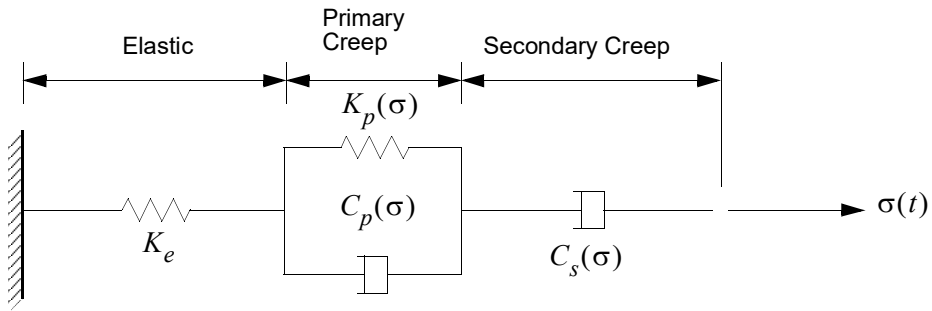 Elastic
Primary
Creep
Secondary Creep
K_p(σ)
C_p(σ)
σ(t)
K_e
C_s(σ)